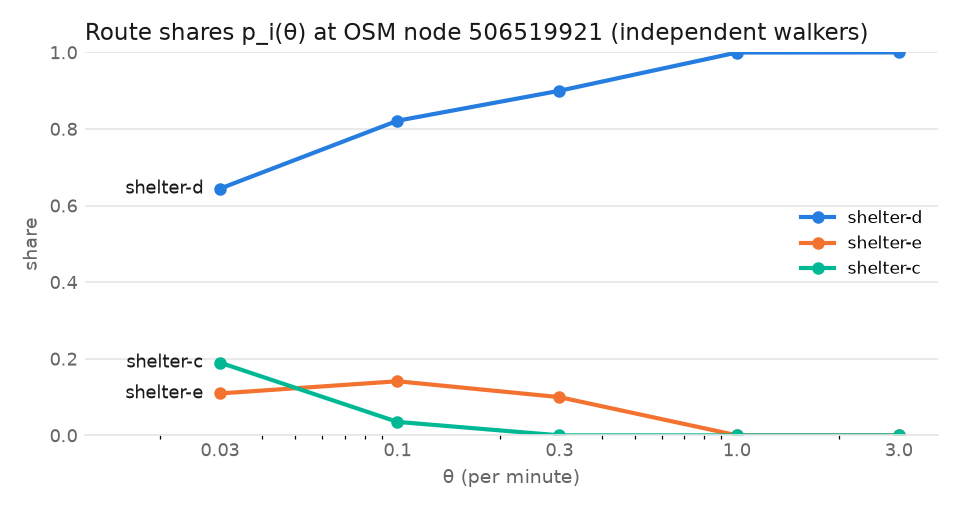 Route shares p_i(θ) at OSM node 506519921 (independent walkers)
1.0
0.8
0.6
0.4
0.2
0.0
share
shelter-d
shelter-c
shelter-e
shelter-d
shelter-e
shelter-c
0.03
0.1
0.3
1.0
3.0
θ (per minute)